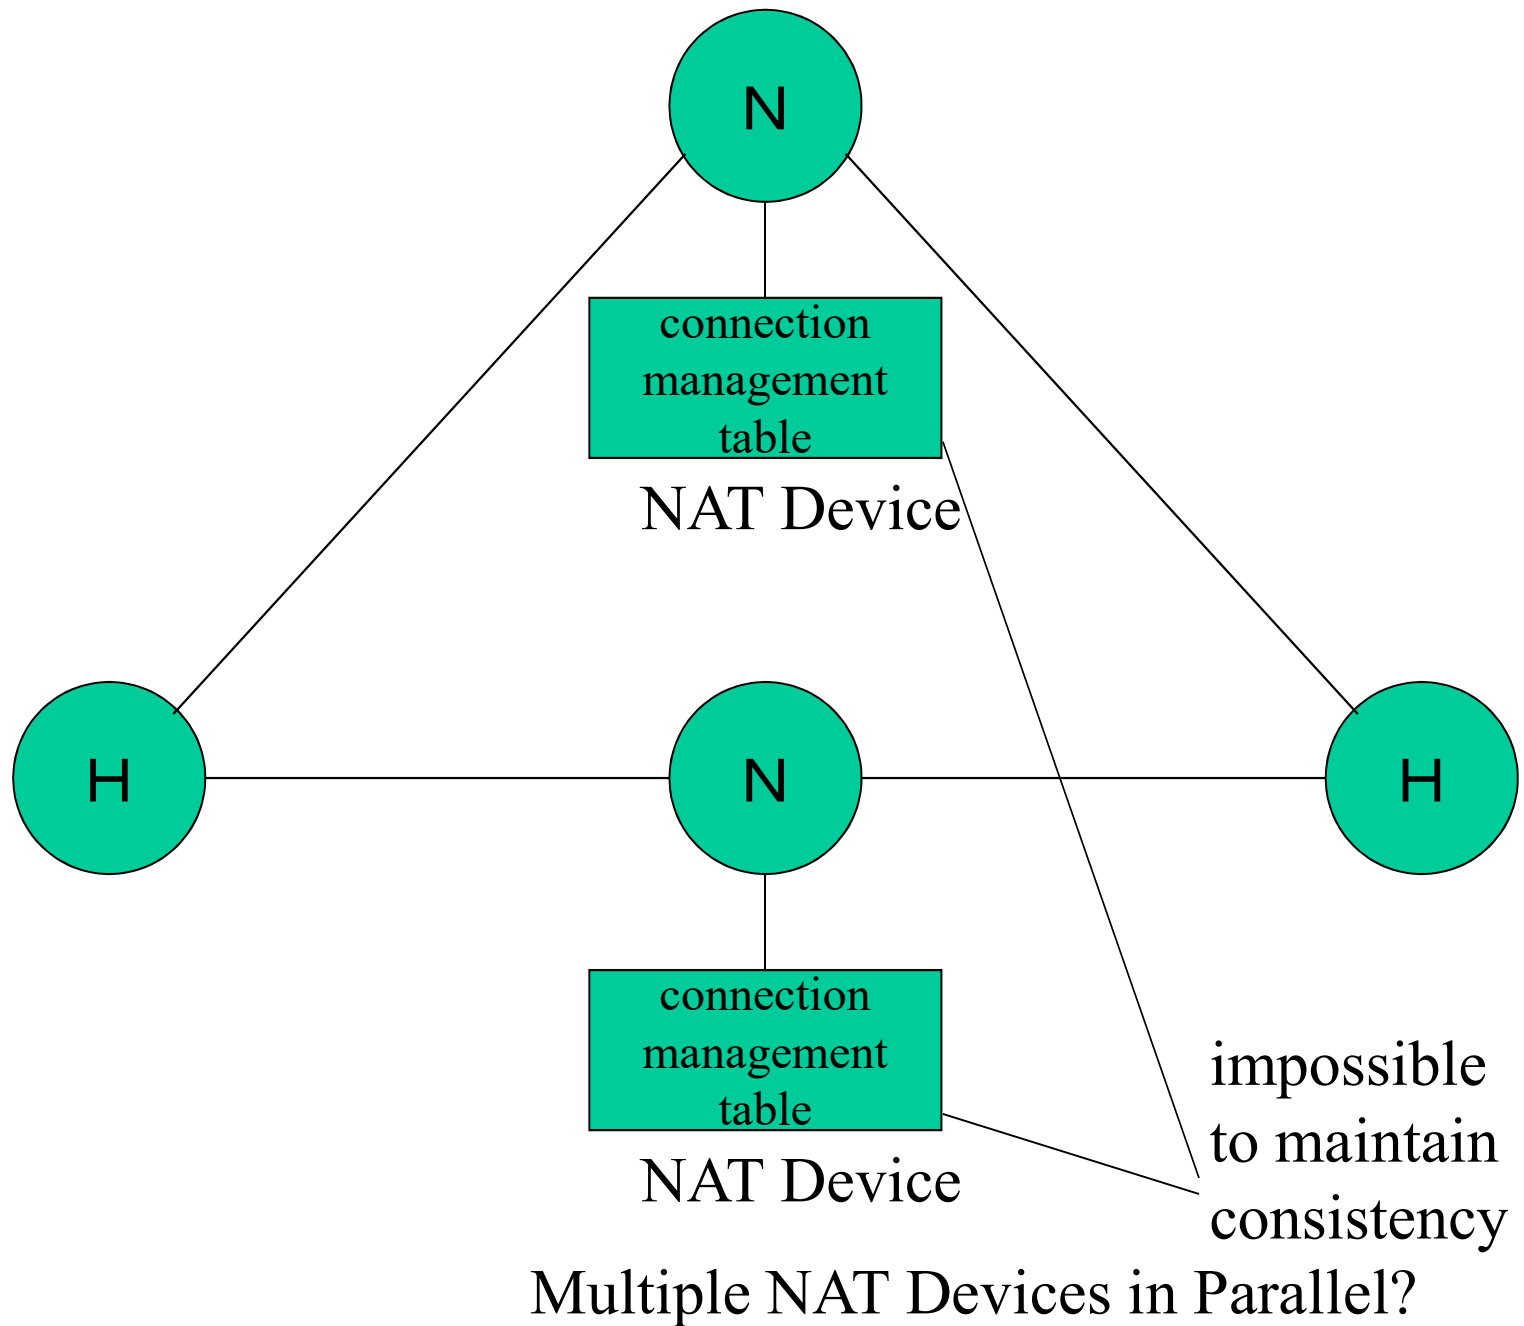 N
connection
management
table
NAT Device
H
N
H
connection
management
table
NAT Device
impossible
to maintain
consistency
Multiple NAT Devices in Parallel?